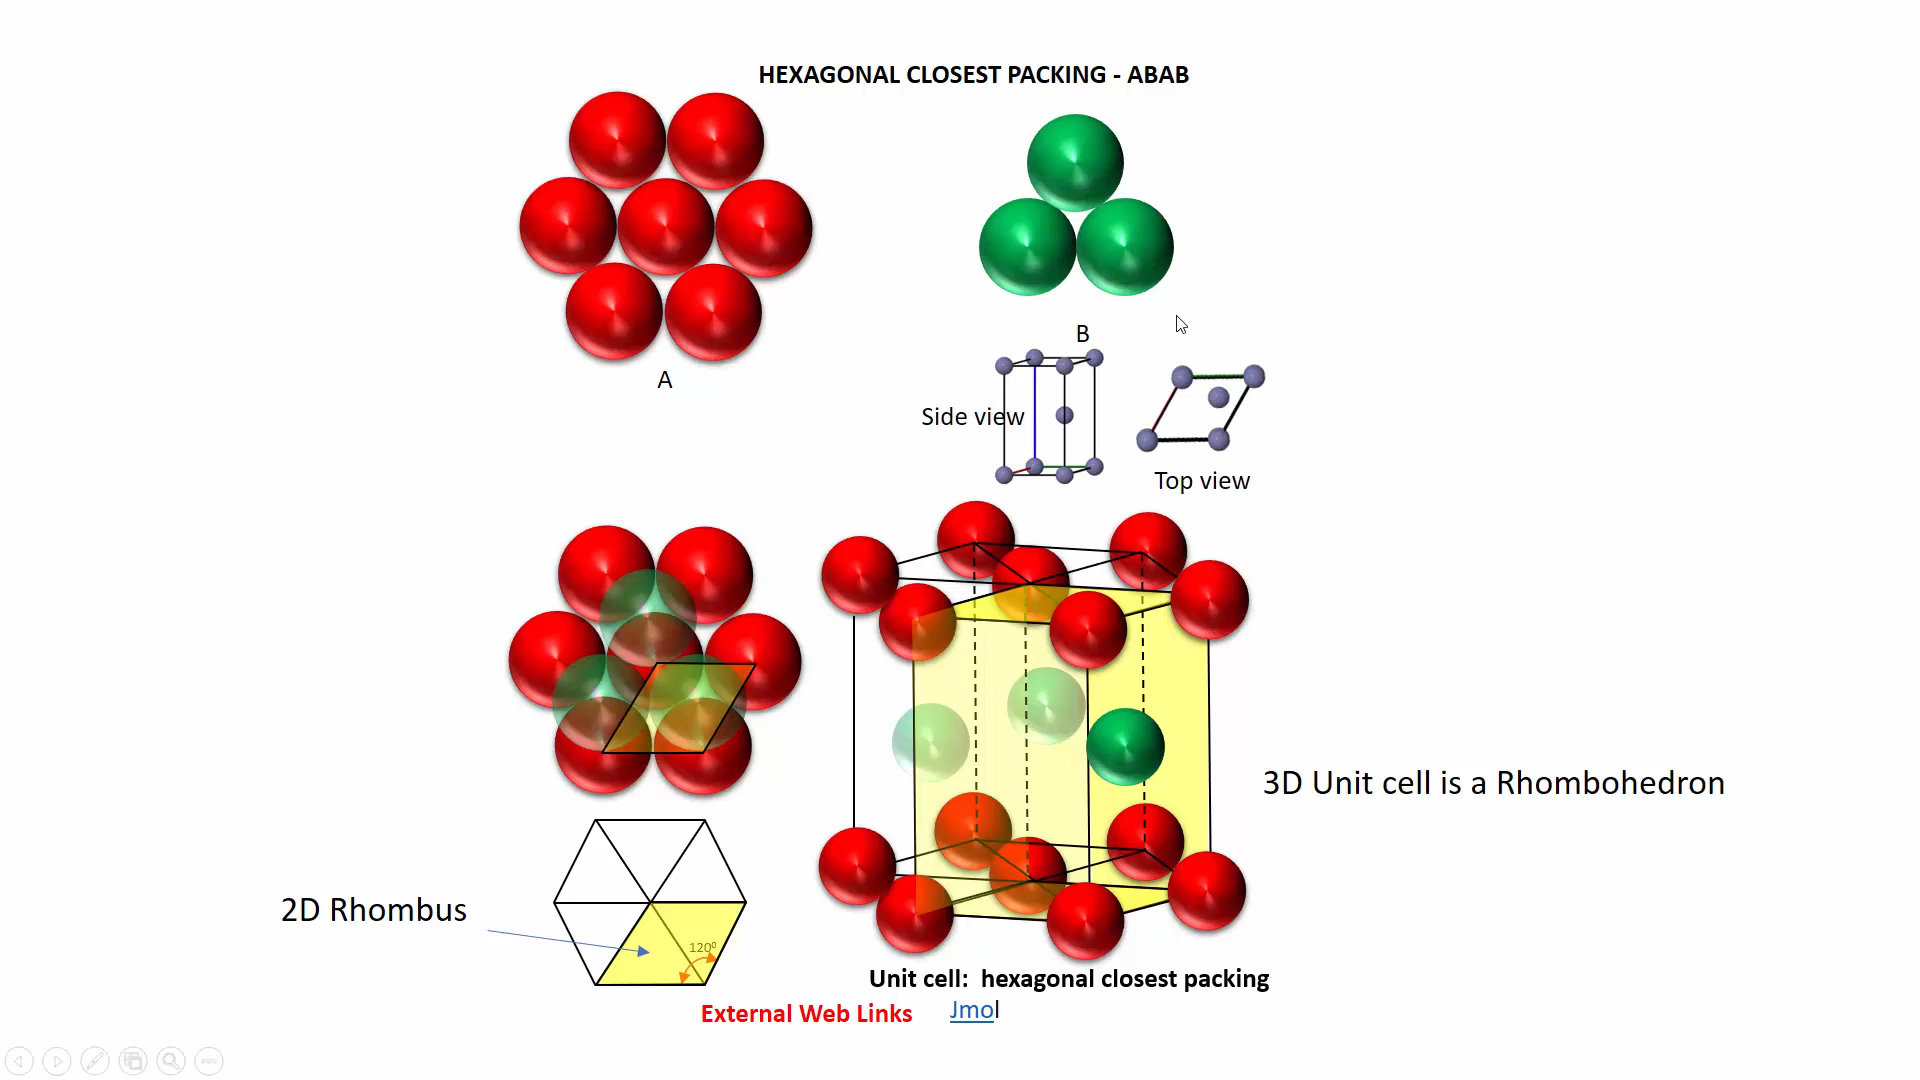 HEXAGONAL CLOSEST PACKING - ABAB
A
B
Side view
Top view
3D Unit cell is a Rhombohedron
2D Rhombus
120⁰
Unit cell:  hexagonal closest packing
External Web Links
Jmol